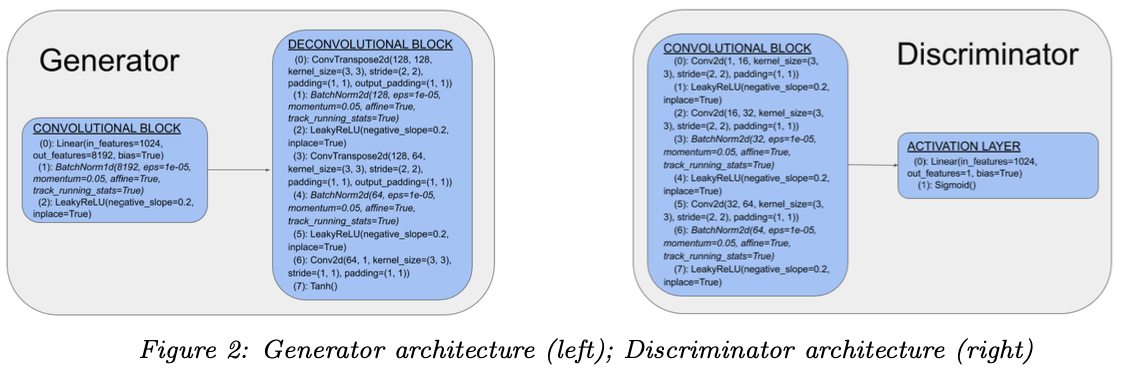 Generator
CONVOLUTIONAL BLOCK
(0): Linear(in_features=1024,
out_features=8192, bias=True)
(1): BatchNorm1d(8192, eps=1e-05,
momentum=0.05, affine=True,
track_running_stats=True)
(2): LeakyReLU(negative_slope=0.2,
inplace=True)
DECONVOLUTIONAL BLOCK
(0): ConvTranspose2d(128, 128,
kernel_size=(3, 3), stride=(2, 2),
padding=(1, 1), output_padding=(1, 1))
(1): BatchNorm2d(128, eps=1e-05,
momentum=0.05, affine=True,
track_running_stats=True)
(2): LeakyReLU(negative_slope=0.2,
inplace=True)
(3): ConvTranspose2d(128, 64,
kernel_size=(3, 3), stride=(2, 2),
padding=(1, 1), output_padding=(1, 1))
(4): BatchNorm2d(64, eps=1e-05,
momentum=0.05, affine=True,
track_running_stats=True)
(5): LeakyReLU(negative_slope=0.2,
inplace=True)
(6): Conv2d(64, 1, kernel_size=(3, 3),
stride=(1, 1), padding=(1, 1))
(7): Tanh()
Discriminator
CONVOLUTIONAL BLOCK
(0): Conv2d(1, 16, kernel_size=(3,
3), stride=(2, 2), padding=(1, 1))
(1): LeakyReLU(negative_slope=0.2,
inplace=True)
(2): Conv2d(16, 32, kernel_size=(3,
3), stride=(2, 2), padding=(1, 1))
(3): BatchNorm2d(32, eps=1e-05,
momentum=0.05, affine=True,
track_running_stats=True)
(4): LeakyReLU(negative_slope=0.2,
inplace=True)
(5): Conv2d(32, 64, kernel_size=(3,
3), stride=(2, 2), padding=(1, 1))
(6): BatchNorm2d(64, eps=1e-05,
momentum=0.05, affine=True,
track_running_stats=True)
(7): LeakyReLU(negative_slope=0.2,
inplace=True)
ACTIVATION LAYER
(0): Linear(in_features=1024,
out_features=1, bias=True)
(1): Sigmoid()
Figure 2: Generator architecture (left); Discriminator architecture (right)